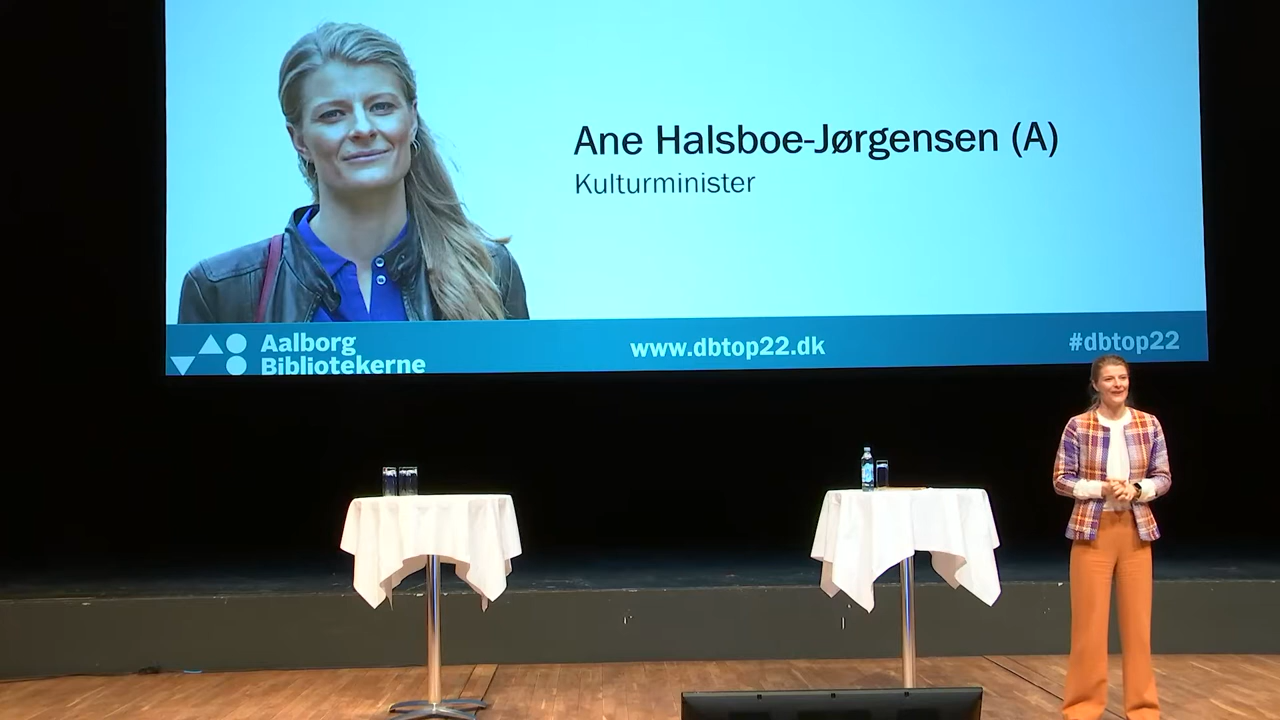 Ane Halsboe-Jørgensen (A)
Kulturminister
Aalborg
Bibliotekerne
www.dbtop22.dk
#dbtop22